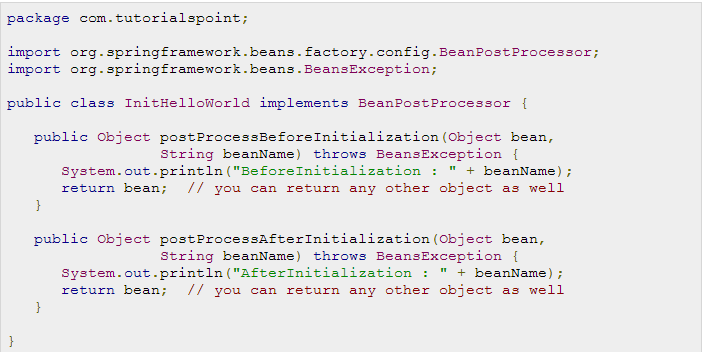 package com.tutorialspoint;
import org.springframework.beans.factory.config.BeanPostProcessor;
import org.springframework.beans.BeansException;
public class InitHelloWorld implements BeanPostProcessor {
public Object postProcessBeforeInitialization(Object bean,
String beanName) throws BeansException {
System.out.println("BeforeInitialization : " + beanName);
return bean;  // you can return any other object as well
}
public Object postProcessAfterInitialization(Object bean,
String beanName) throws BeansException {
System.out.println("AfterInitialization : " + beanName);
return bean;  // you can return any other object as well
}
}